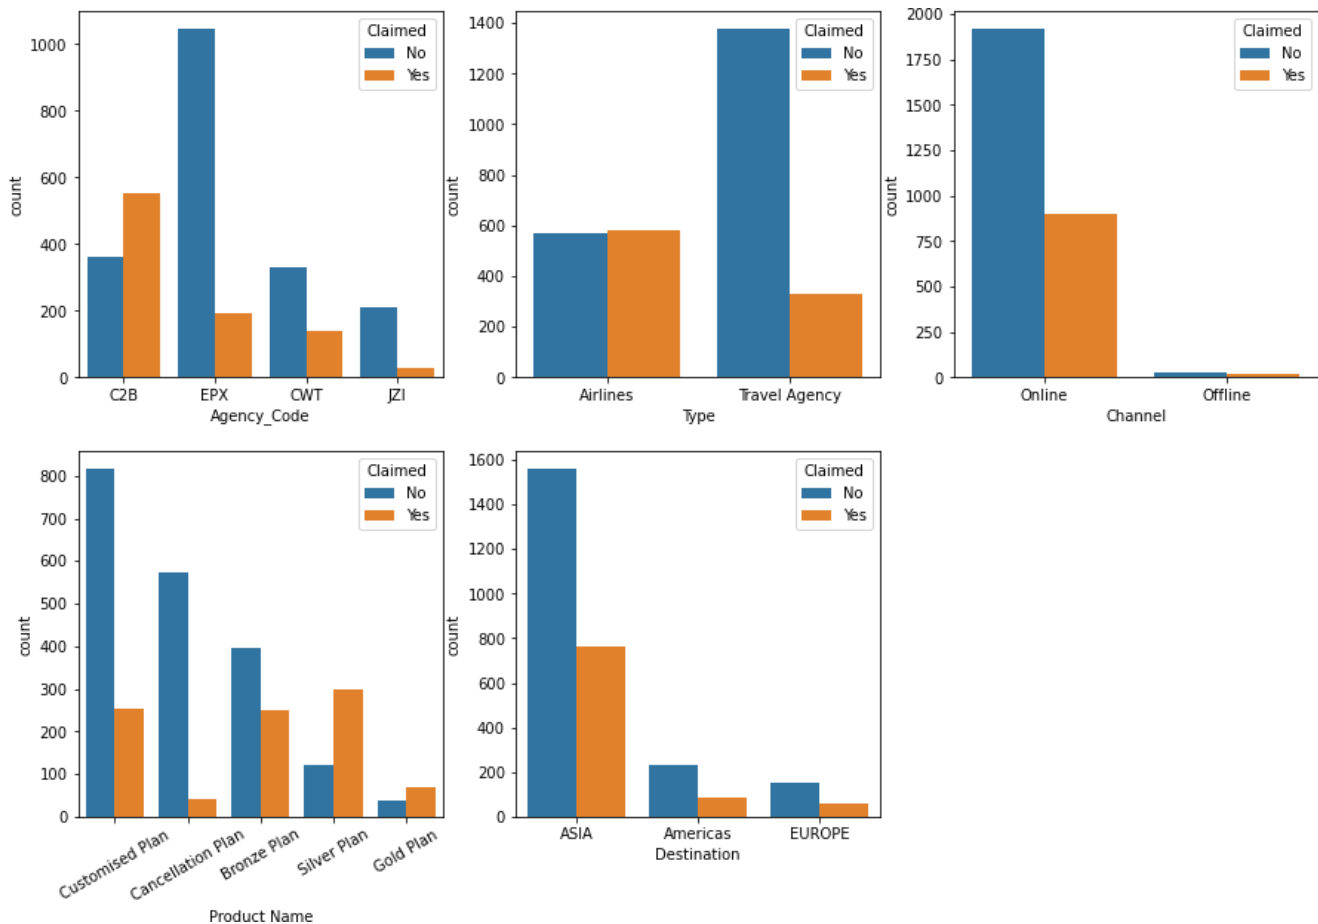 Claimed
No
Yes
1000
800
600
400
200
0
count
C2B EPX CWT JZI
Agency_Code
Claimed
No
Yes
1400
1200
1000
800
600
400
200
0
count
Airlines Travel Agency
Type
Claimed
No
Yes
2000
1750
1500
1250
1000
750
500
250
0
count
Online Offline
Channel
Claimed
No
Yes
800
700
600
500
400
300
200
100
0
count
Customised Plan Cancellation Plan Bronze Plan Silver Plan Gold Plan
Product Name
Claimed
No
Yes
1600
1400
1200
1000
800
600
400
200
0
count
ASIA Americas EUROPE
Destination